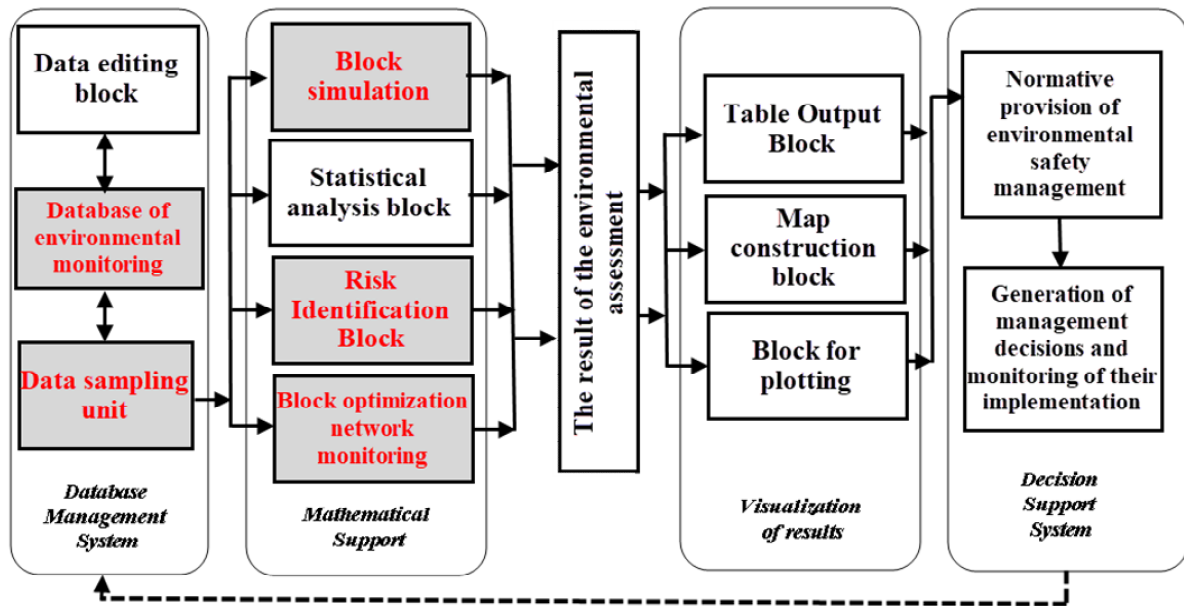 Data editing
block
Database of
environmental
monitoring
Data sampling
unit
Database
Management
System
Block
simulation
Statistical
analysis block
Risk
Identification
Block
Block optimization
network
monitoring
Mathematical
Support
The result of the environmental
assessment
Table Output
Block
Map
construction
block
Block for
plotting
Visualization
of results
Normative
provision of
environmental
safety
management
Generation of
management
decisions and
monitoring of their
implementation
Decision
Support
System